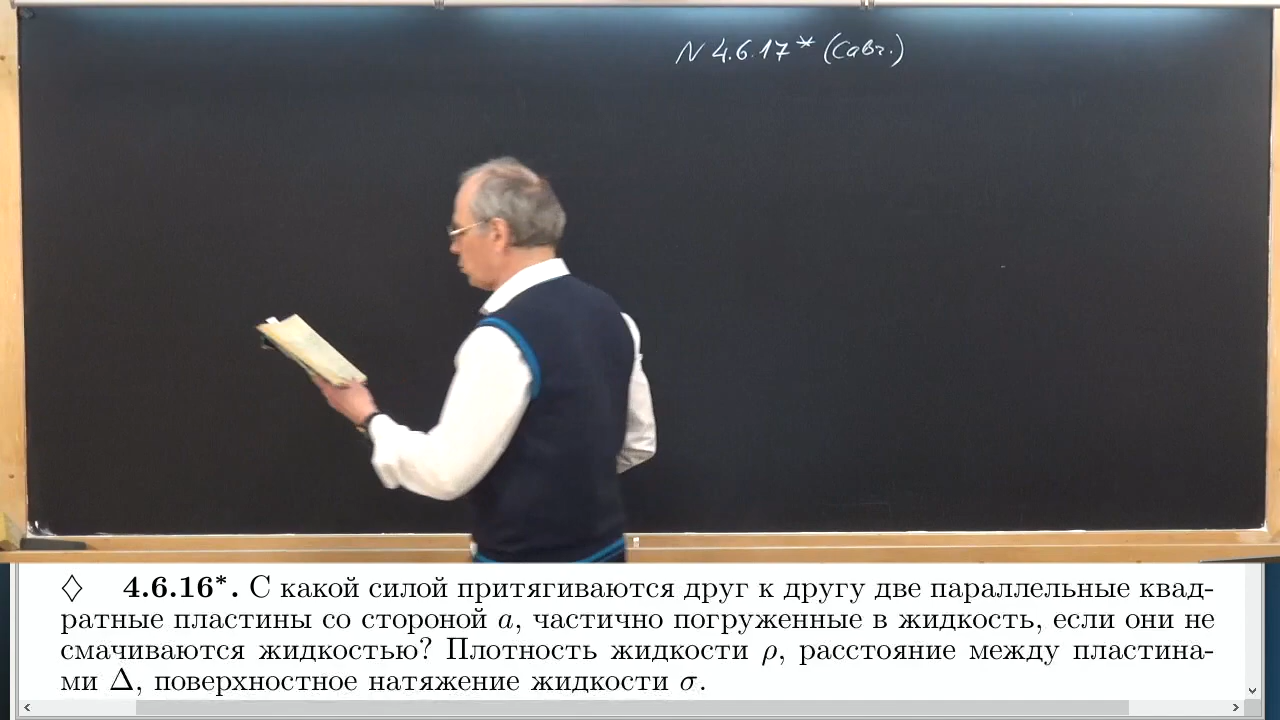 N 4.6.17* (Савч.)
♢ 4.6.16*. С какой силой притягиваются друг к другу две параллельные квад-
ратные пластины со стороной a, частично погруженные в жидкость, если они не
смачиваются жидкостью? Плотность жидкости ρ, расстояние между пластина-
ми Δ, поверхностное натяжение жидкости σ.